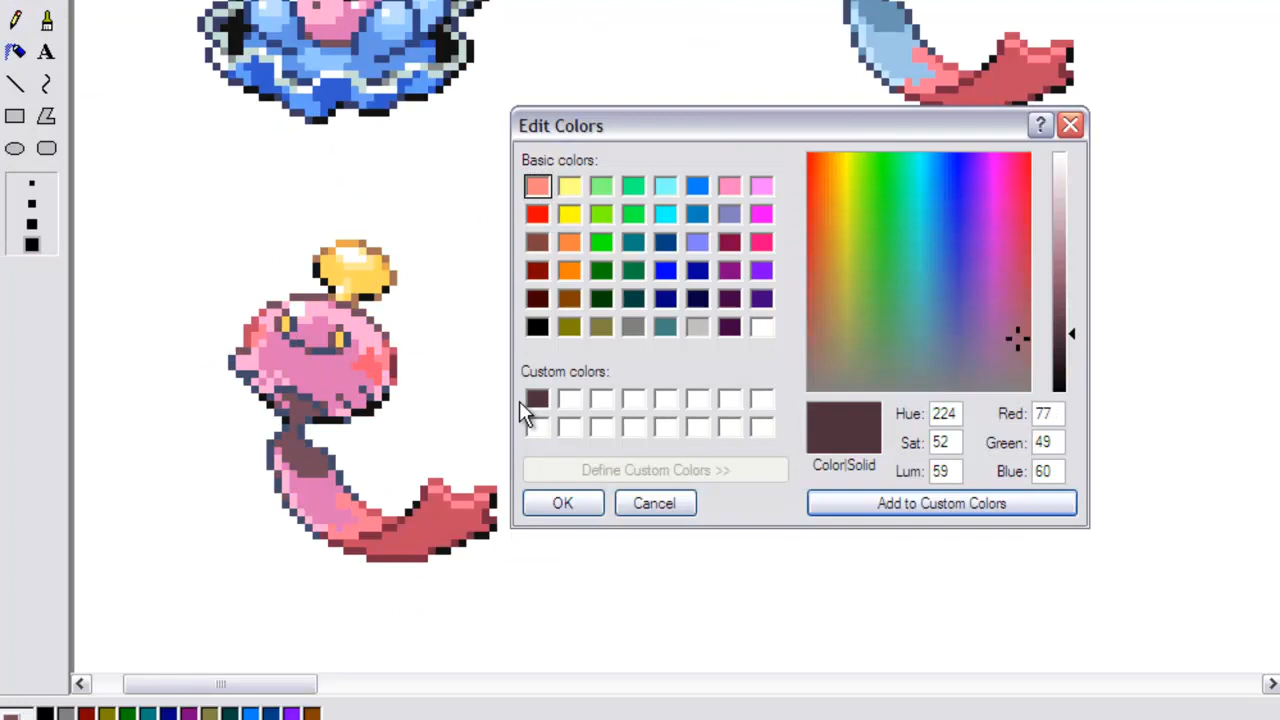 A
Edit Colors
?
Basic colors:
Custom colors:
Define Custom Colors >>
OK
Cancel
Color|Solid
Hue: 224
Sat: 52
Lum: 59
Red: 77
Green: 49
Blue: 60
Add to Custom Colors